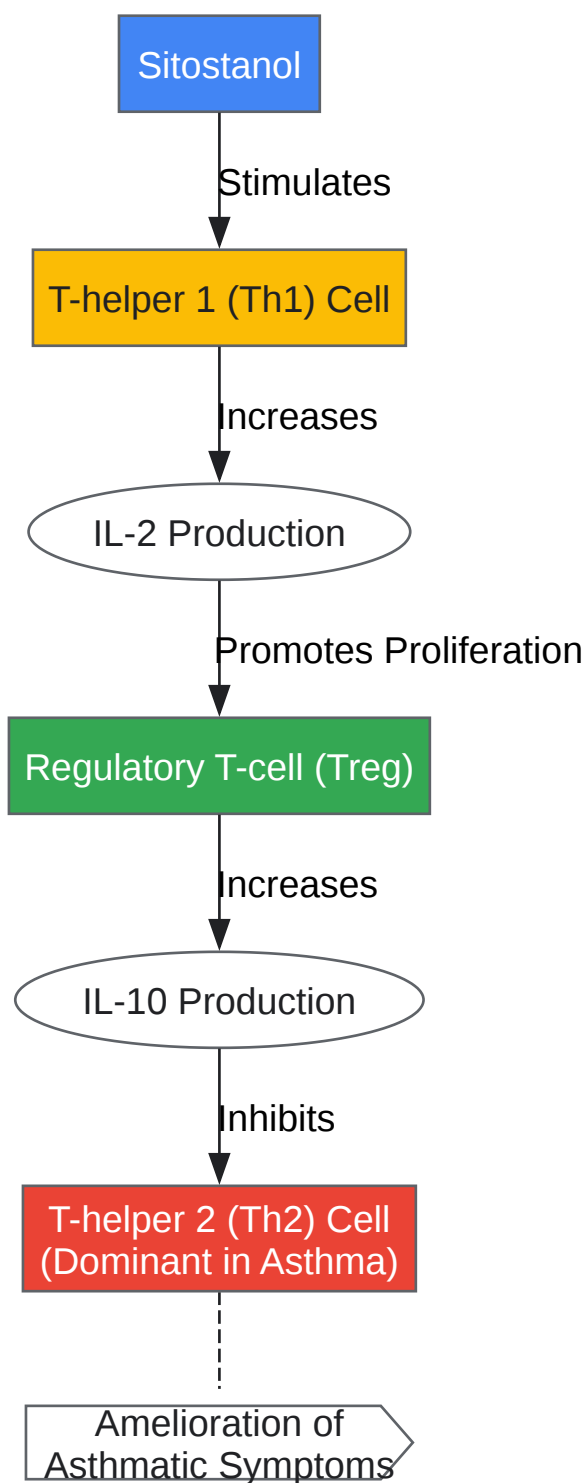 Sitostanol
Stimulates
T-helper 1 (Th1) Cell
Increases
IL-2 Production
Promotes Proliferation
Regulatory T-cell (Treg)
Increases
IL-10 Production
Inhibits
T-helper 2 (Th2) Cell
(Dominant in Asthma)
Amelioration of
Asthmatic Symptoms